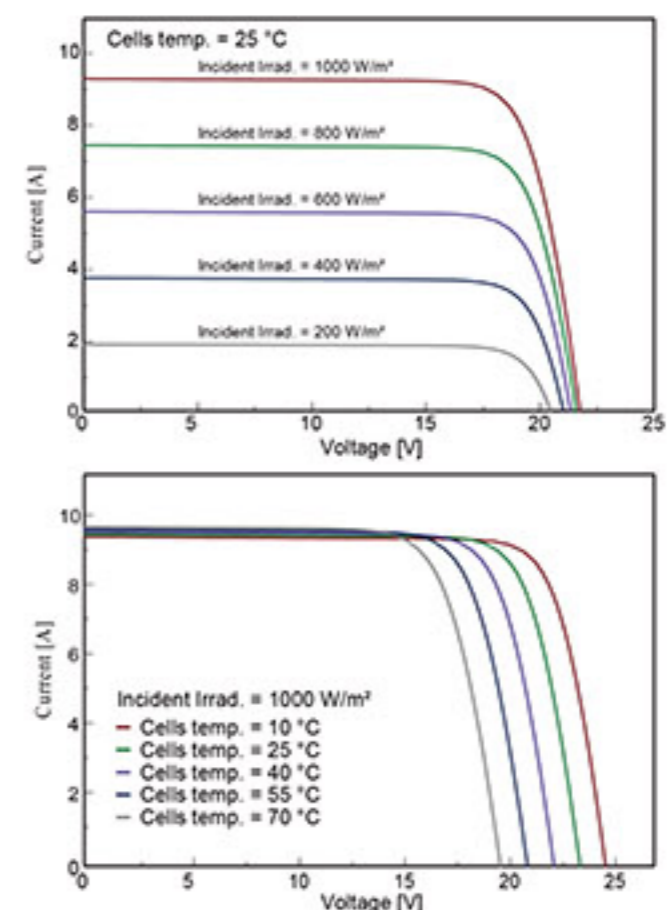 Cells temp. = 25 °C
Incident Irrad. = 1000 W/m²
Incident Irrad. = 800 W/m²
Incident Irrad. = 600 W/m²
Incident Irrad. = 400 W/m²
Incident Irrad. = 200 W/m²
Current [A]
10
8
6
4
2
0
0 5 10 15 20 25
Voltage [V]
Current [A]
10
8
6
4
2
0
Incident Irrad. = 1000 W/m²
Cells temp. = 10 °C
Cells temp. = 25 °C
Cells temp. = 40 °C
Cells temp. = 55 °C
Cells temp. = 70 °C
0 5 10 15 20 25
Voltage [V]